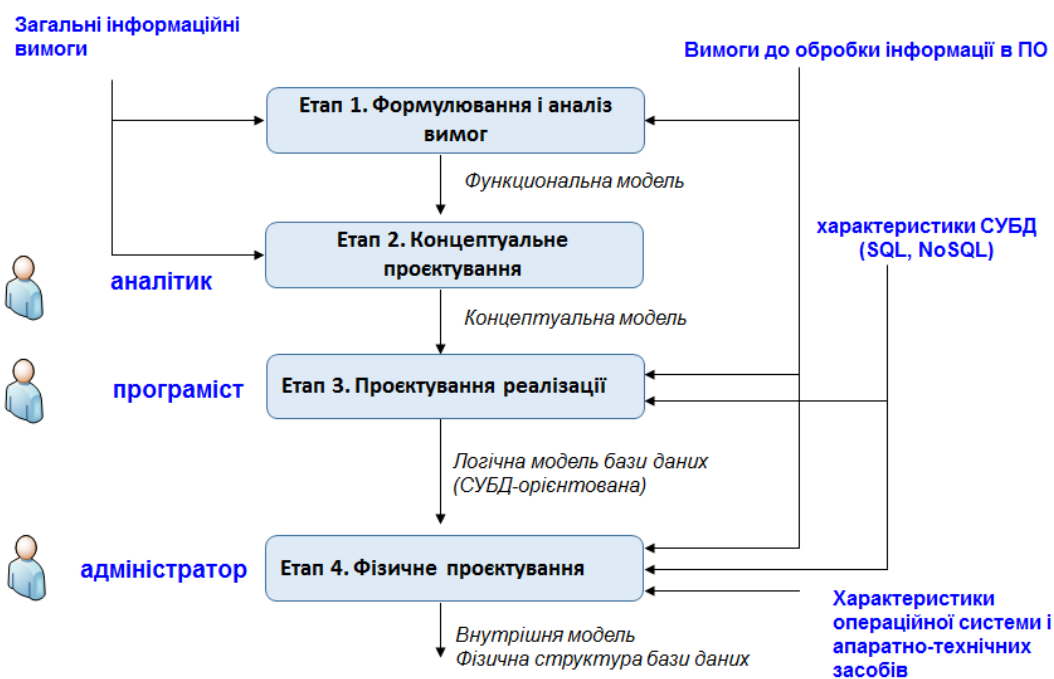 Загальні інформаційні
вимоги
Вимоги до обробки інформації в ПО
Етап 1. Формулювання і аналіз
вимог
Функциональна модель
характеристики СУБД
(SQL, NoSQL)
Етап 2. Концептуальне
проєктування
аналітик
Концептуальна модель
програміст
Етап 3. Проєктування реалізації
Логічна модель бази даних
(СУБД-орієнтована)
адміністратор
Етап 4. Фізичне проєктування
Характеристики
операційної системи і
апаратно-технічних
засобів
Внутрішня модель
Фізична структура бази даних